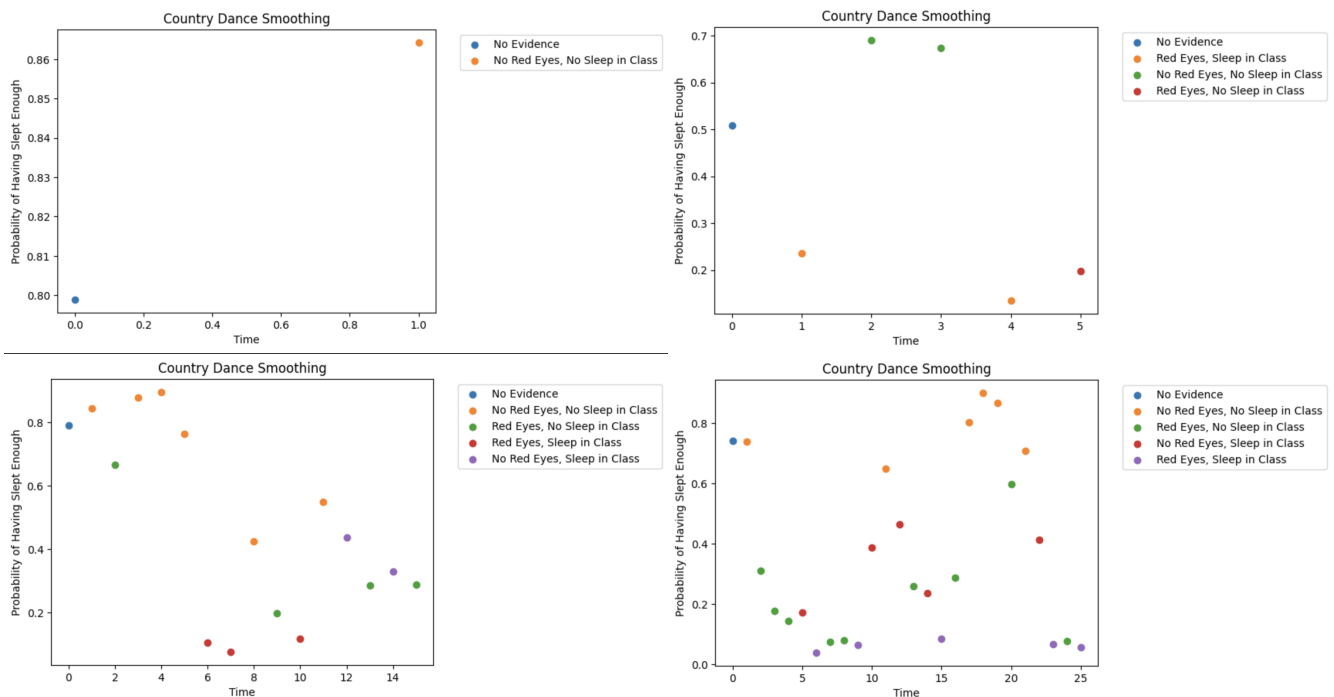 Country Dance Smoothing
Probability of Having Slept Enough
0.86
0.85
0.84
0.83
0.82
0.81
0.80
0.0 0.2 0.4 0.6 0.8 1.0
Time
No Evidence
No Red Eyes, No Sleep in Class
Country Dance Smoothing
Probability of Having Slept Enough
0.7
0.6
0.5
0.4
0.3
0.2
0 1 2 3 4 5
Time
No Evidence
Red Eyes, Sleep in Class
No Red Eyes, No Sleep in Class
Red Eyes, No Sleep in Class
Country Dance Smoothing
Probability of Having Slept Enough
0.8
0.6
0.4
0.2
0 2 4 6 8 10 12 14
Time
No Evidence
No Red Eyes, No Sleep in Class
Red Eyes, No Sleep in Class
Red Eyes, Sleep in Class
No Red Eyes, Sleep in Class
Country Dance Smoothing
Probability of Having Slept Enough
0.8
0.6
0.4
0.2
0.0
0 5 10 15 20 25
Time
No Evidence
No Red Eyes, No Sleep in Class
Red Eyes, No Sleep in Class
No Red Eyes, Sleep in Class
Red Eyes, Sleep in Class